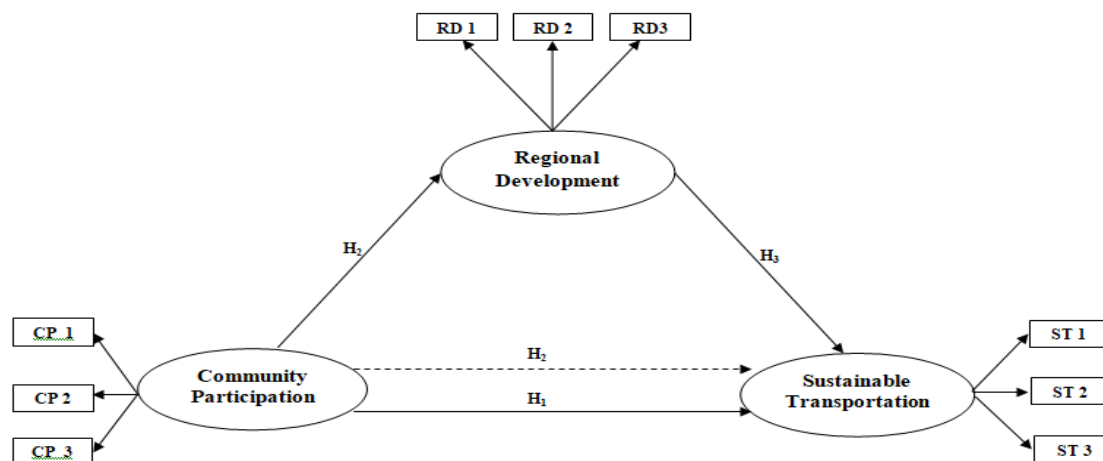 RD 1
RD 2
RD3
Regional
Development
H₂
H₃
CP 1
CP 2
CP 3
Community
Participation
H₂
H₁
Sustainable
Transportation
ST 1
ST 2
ST 3